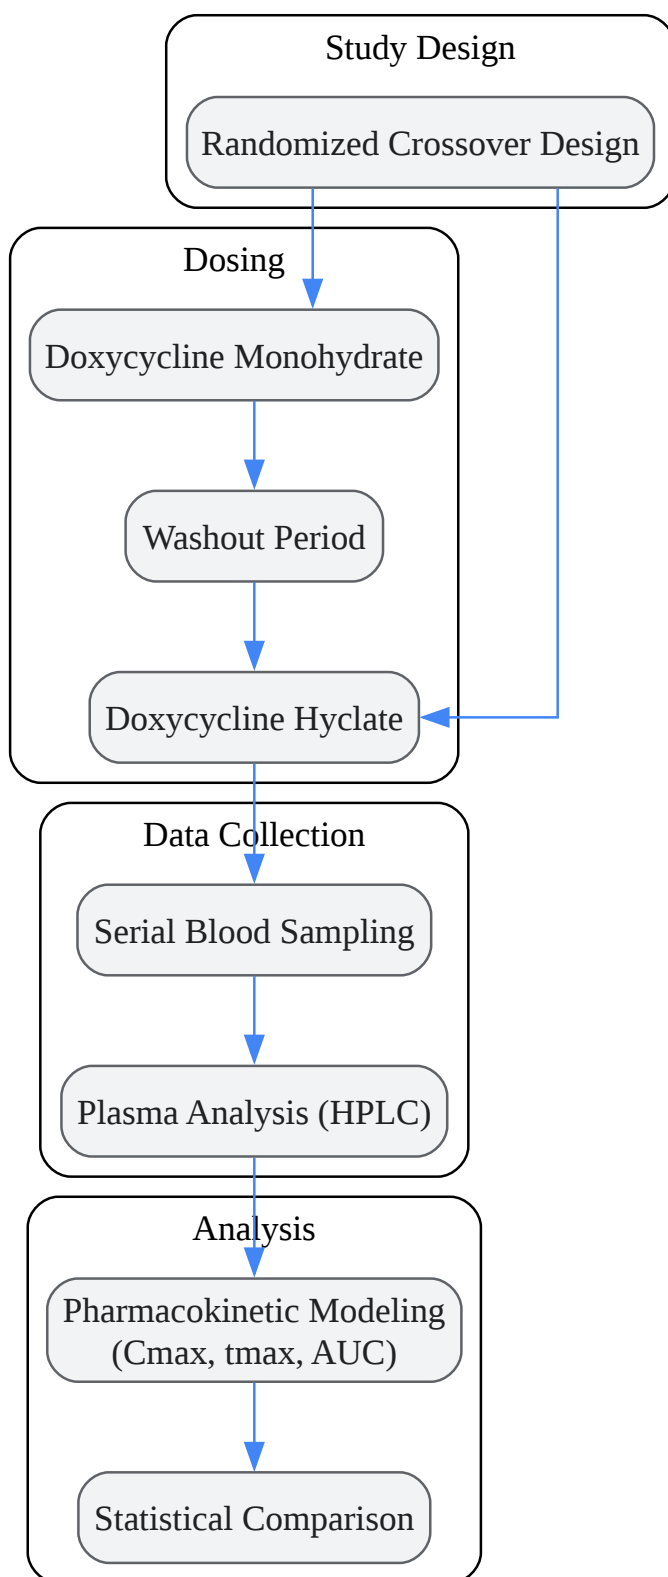 Study Design
Randomized Crossover Design
Dosing
Doxycycline Monohydrate
Washout Period
Doxycycline Hyclate
Data Collection
Serial Blood Sampling
Plasma Analysis (HPLC)
Analysis
Pharmacokinetic Modeling
(Cmax, tmax, AUC)
Statistical Comparison